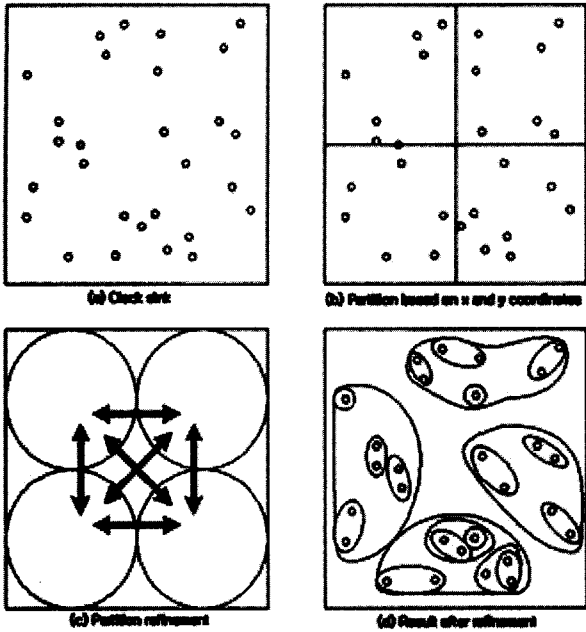 (a) Clock sink
(b) Partition based on x and y coordinates
(c) Partition refinement
(d) Result after refinement